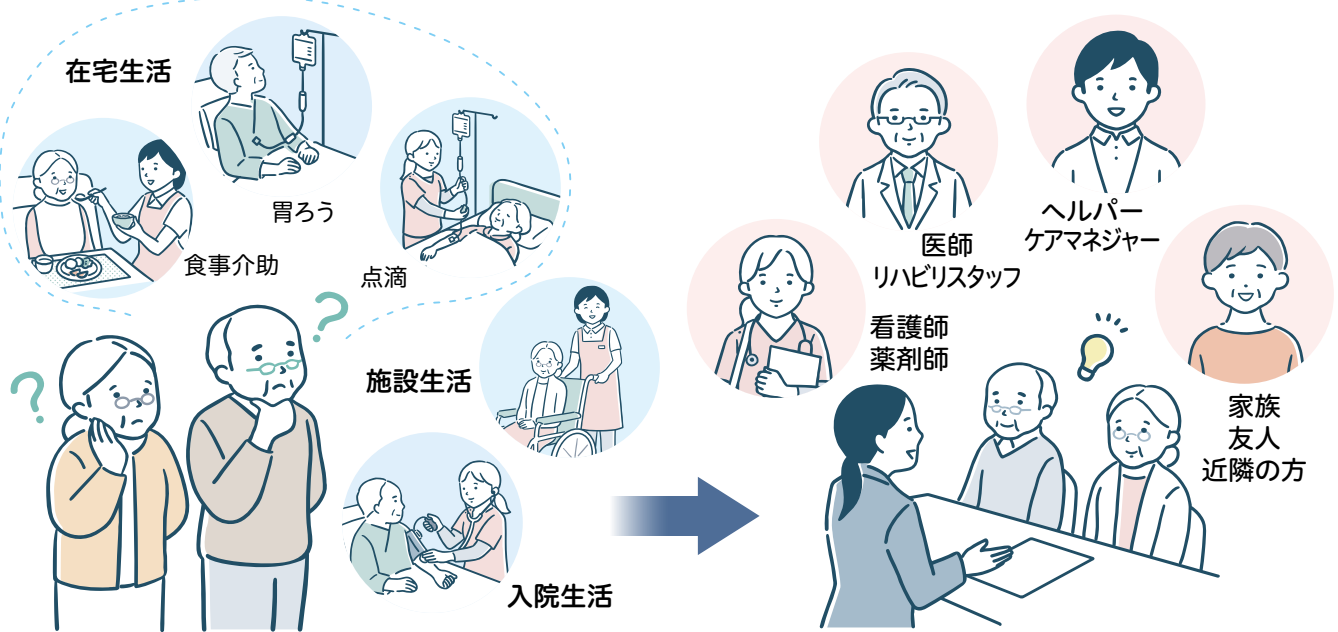 在宅生活
胃ろう
食事介助
点滴
施設生活
入院生活
医師
リハビリスタッフ
ヘルパー
ケアマネジャー
看護師
薬剤師
家族
友人
近隣の方